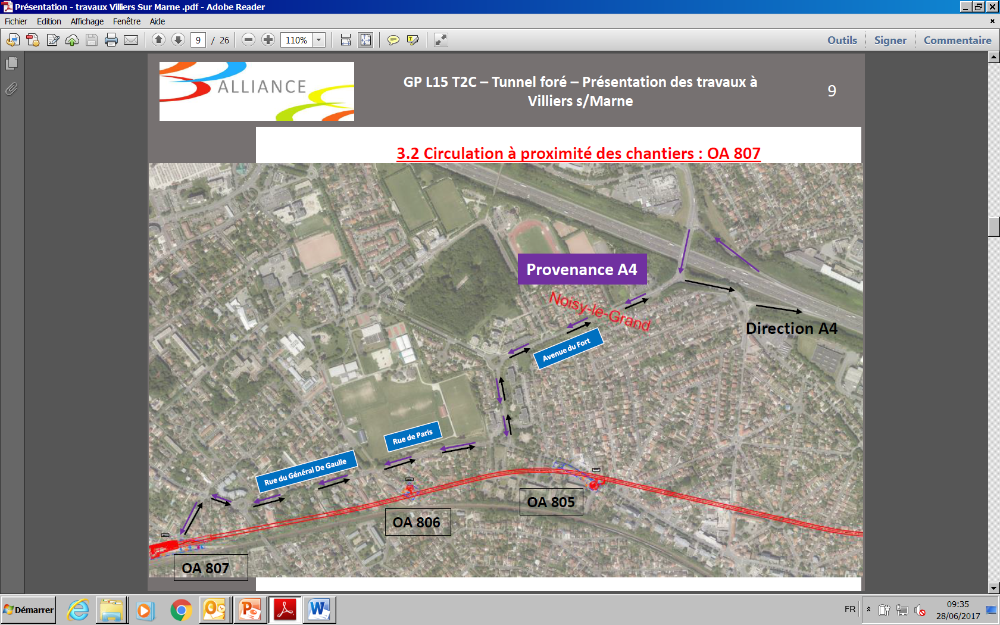 Présentation - travaux Villiers Sur Marne .pdf - Adobe Reader
Fichier Edition Affichage Fenêtre Aide
9 / 26 110% Outils Signer Commentaire
ALLIANCE
GP L15 T2C – Tunnel foré – Présentation des travaux à
Villiers s/Marne
9
3.2 Circulation à proximité des chantiers : OA 807
Provenance A4
Noisy-le-Grand
Direction A4
Avenue du Fort
Rue de Paris
Rue du Général De Gaulle
OA 805
OA 806
OA 807
Démarrer
FR
09:35
28/06/2017